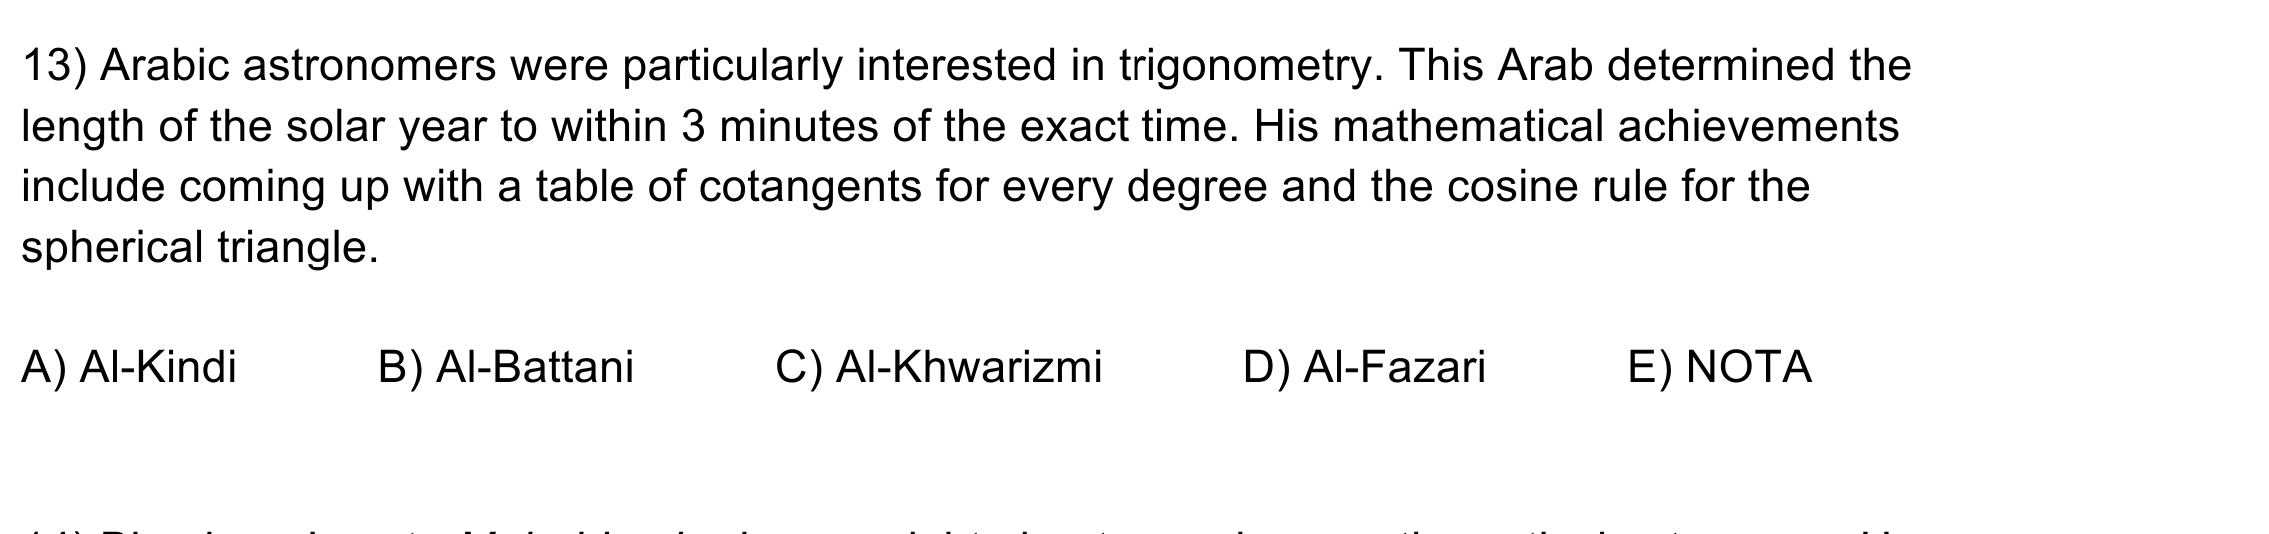 13) Arabic astronomers were particularly interested in trigonometry. This Arab determined the
length of the solar year to within 3 minutes of the exact time. His mathematical achievements
include coming up with a table of cotangents for every degree and the cosine rule for the
spherical triangle.
A) Al-Kindi B) Al-Battani C) Al-Khwarizmi D) Al-Fazari E) NOTA